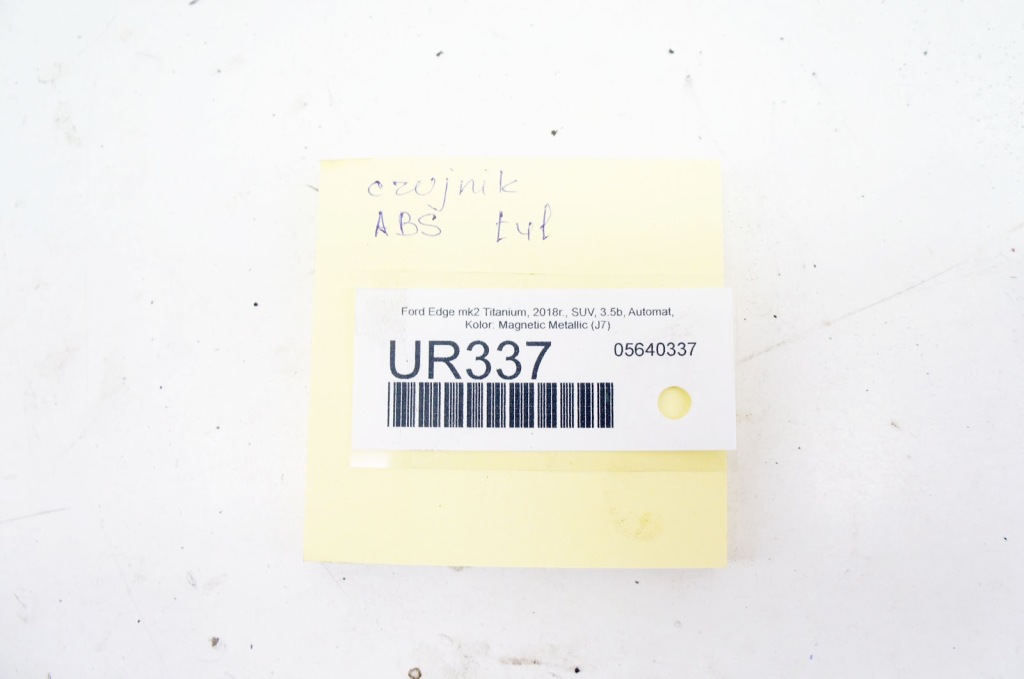 czujnik
ABS tył
Ford Edge mk2 Titanium, 2018r., SUV, 3.5b, Automat,
Kolor: Magnetic Metallic (J7)
UR337
05640337